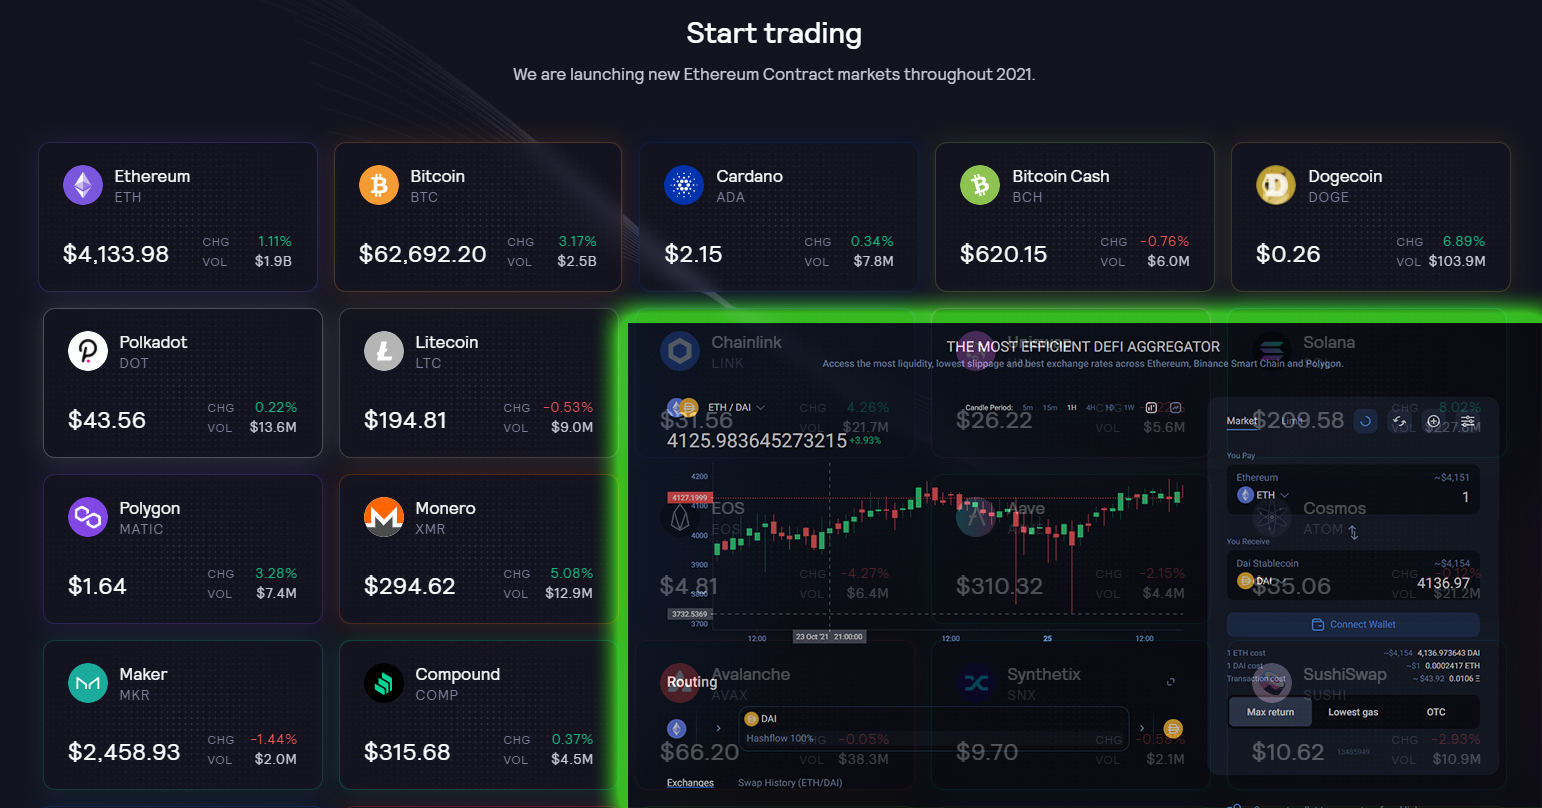 Start trading
We are launching new Ethereum Contract markets throughout 2021.
Ethereum
ETH
$4,133.98
CHG 1.11%
VOL $1.9B
Bitcoin
BTC
$62,692.20
CHG 3.17%
VOL $2.5B
Cardano
ADA
$2.15
CHG 0.34%
VOL $7.8M
Bitcoin Cash
BCH
$620.15
CHG -0.76%
VOL $6.0M
Dogecoin
DOGE
$0.26
CHG 6.89%
VOL $103.9M
Polkadot
DOT
$43.56
CHG 0.22%
VOL $13.6M
Litecoin
LTC
$194.81
CHG -0.53%
VOL $9.0M
Chainlink
LINK
$31.56
CHG 4.26%
VOL $21.7M
$26.22
CHG
VOL $5.6M
Solana
$209.58
CHG 8.02%
VOL $227.8M
THE MOST EFFICIENT DEFI AGGREGATOR
Access the most liquidity, lowest slippage and best exchange rates across Ethereum, Binance Smart Chain and Polygon.
ETH / DAI
4125.983645273215 +3.93%
Candle Period: 5m 15m 1H 4H 1D 1W
4200
4127.1999
4000
3900
3800
3732.5369
3700
12:00
23 Oct '21 21:00:00
12:00
25
12:00
Market Limit
You Pay
Ethereum ~$4,151
ETH 1
You Receive
Dai Stablecoin ~$4,154
DAI 4136.97
Connect Wallet
1 ETH cost ~$4,154 4,136.973643 DAI
1 DAI cost ~$1 0.0002417 ETH
Transaction cost ~ $43.92 0.0106 Ξ
Max return Lowest gas OTC
13485949
Polygon
MATIC
$1.64
CHG 3.28%
VOL $7.4M
Monero
XMR
$294.62
CHG 5.08%
VOL $12.9M
EOS
EOS
$4.81
CHG -4.27%
VOL $6.4M
Aave
$310.32
CHG -2.15%
VOL $4.4M
Cosmos
ATOM
$35.06
CHG -0.12%
VOL $21.2M
Maker
MKR
$2,458.93
CHG -1.44%
VOL $2.0M
Compound
COMP
$315.68
CHG 0.37%
VOL $4.5M
Avalanche
AVAX
$66.20
CHG -0.05%
VOL $38.3M
Synthetix
SNX
$9.70
CHG
VOL $2.1M
SushiSwap
SUSHI
$10.62
CHG -2.93%
VOL $10.9M
Routing
DAI
Hashflow 100%
Exchanges Swap History (ETH/DAI)